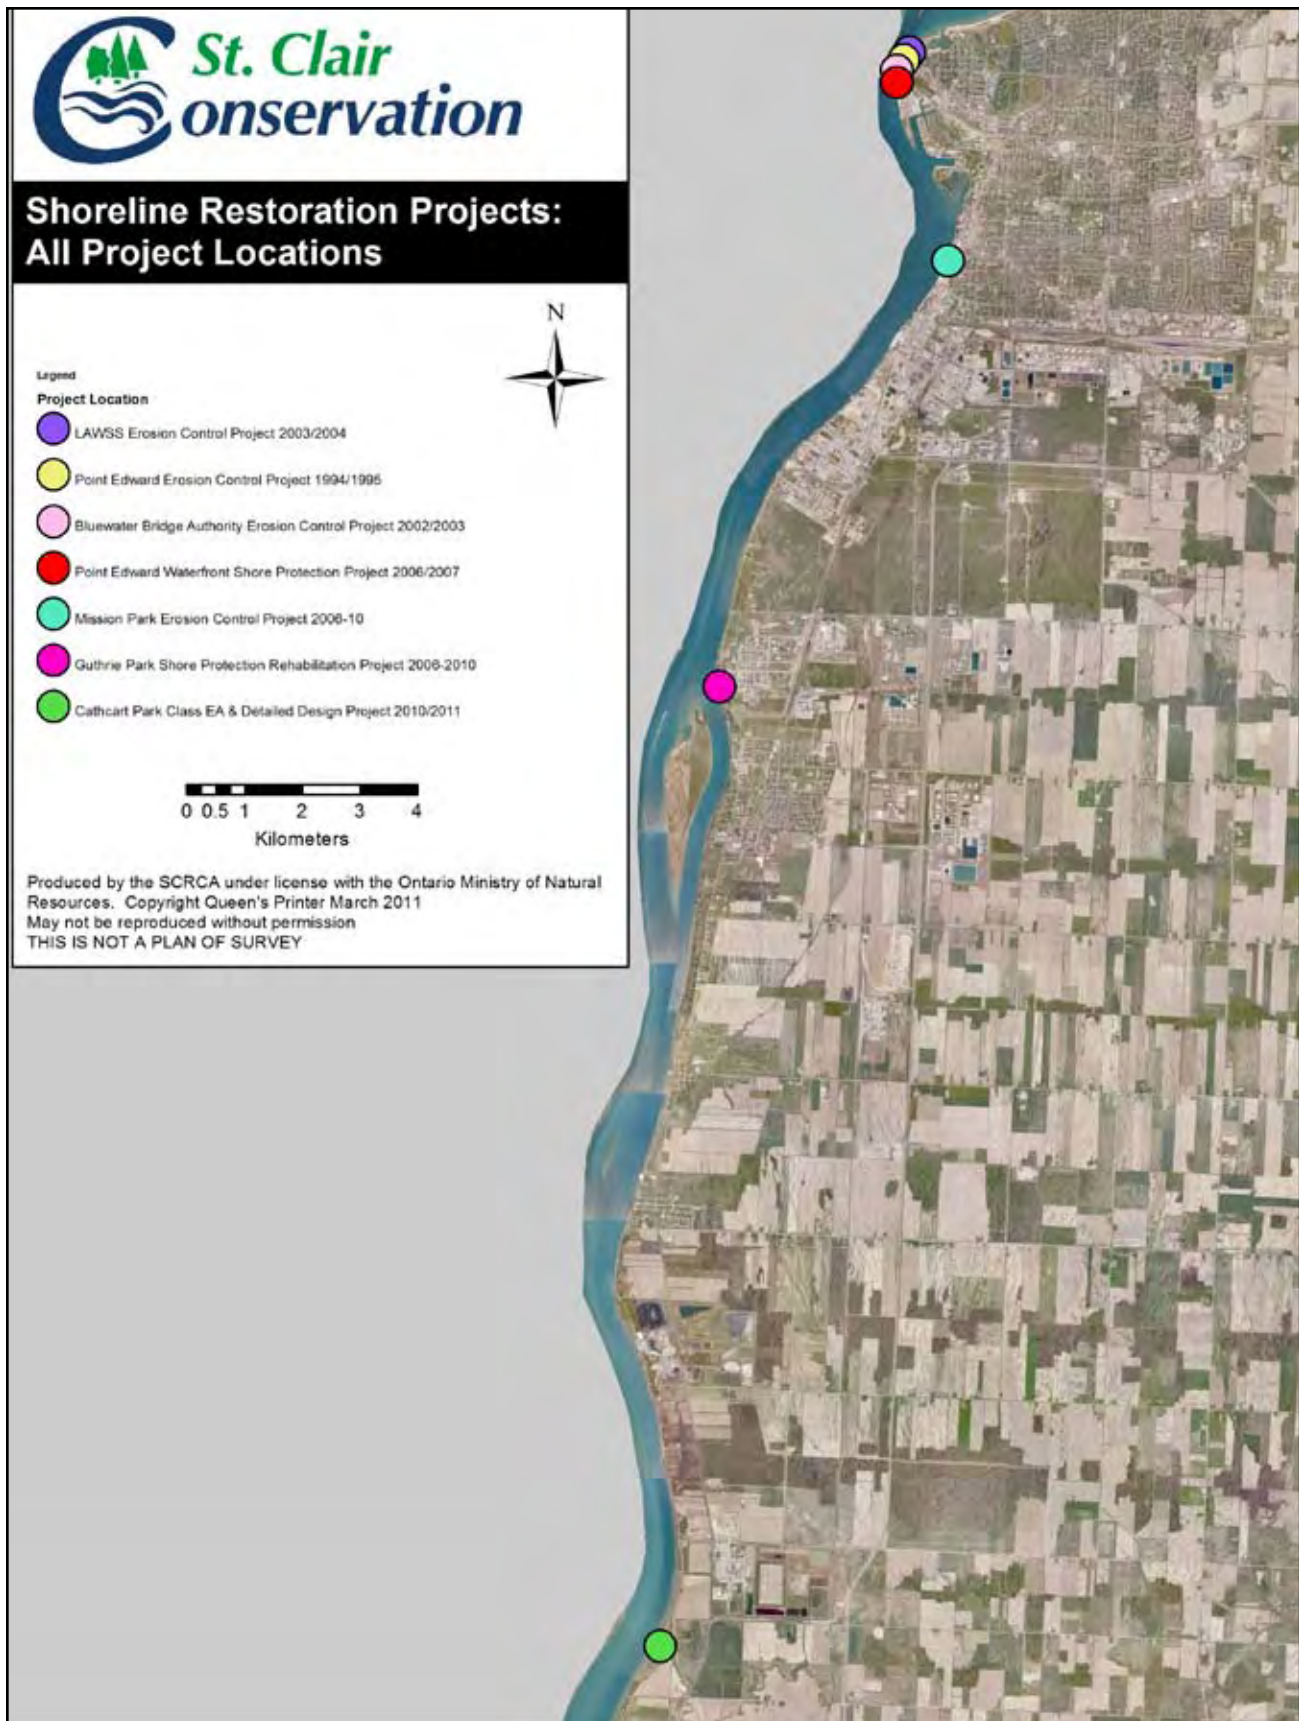 St. Clair
Conservation
Shoreline Restoration Projects:
All Project Locations
N
Legend
Project Location
LAWSS Erosion Control Project 2003/2004
Point Edward Erosion Control Project 1994/1995
Bluewater Bridge Authority Erosion Control Project 2002/2003
Point Edward Waterfront Shore Protection Project 2006/2007
Mission Park Erosion Control Project 2006-10
Guthrie Park Shore Protection Rehabilitation Project 2006-2010
Cathcart Park Class EA & Detailed Design Project 2010/2011
0 0.5 1 2 3 4
Kilometers
Produced by the SCRCA under license with the Ontario Ministry of Natural
Resources. Copyright Queen's Printer March 2011
May not be reproduced without permission
THIS IS NOT A PLAN OF SURVEY